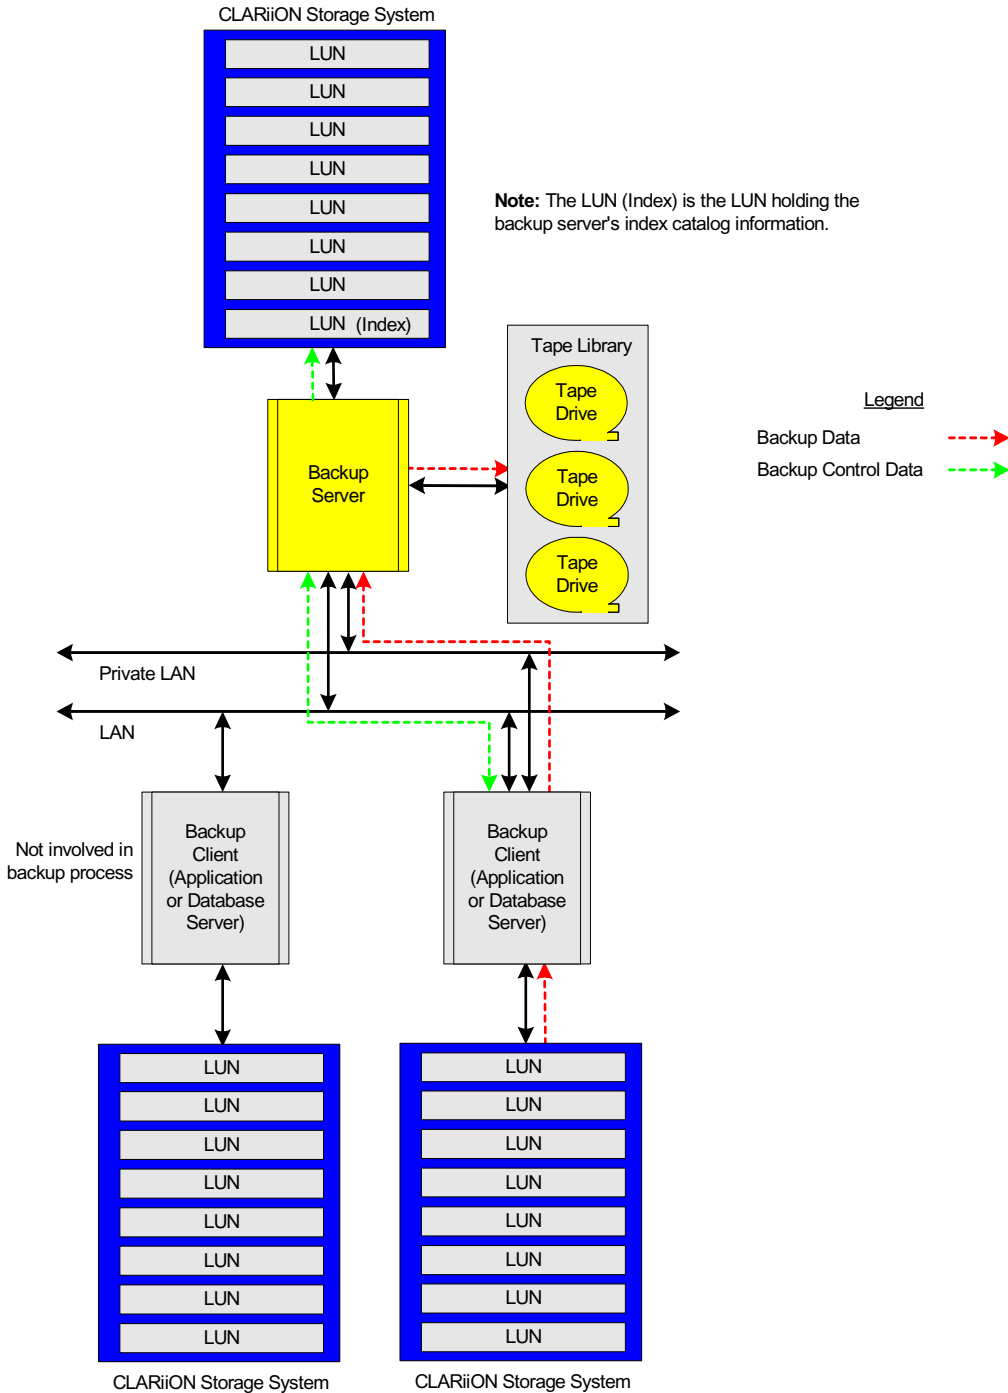 CLARiiON Storage System
LUN
LUN
LUN
LUN
LUN
LUN
LUN
LUN (Index)
Note: The LUN (Index) is the LUN holding the
backup server's index catalog information.
Tape Library
Tape
Drive
Tape
Drive
Tape
Drive
Legend
Backup Data
Backup Control Data
Backup
Server
Private LAN
LAN
Not involved in
backup process
Backup
Client
(Application
or Database
Server)
Backup
Client
(Application
or Database
Server)
LUN
LUN
LUN
LUN
LUN
LUN
LUN
LUN
CLARiiON Storage System
LUN
LUN
LUN
LUN
LUN
LUN
LUN
LUN
CLARiiON Storage System